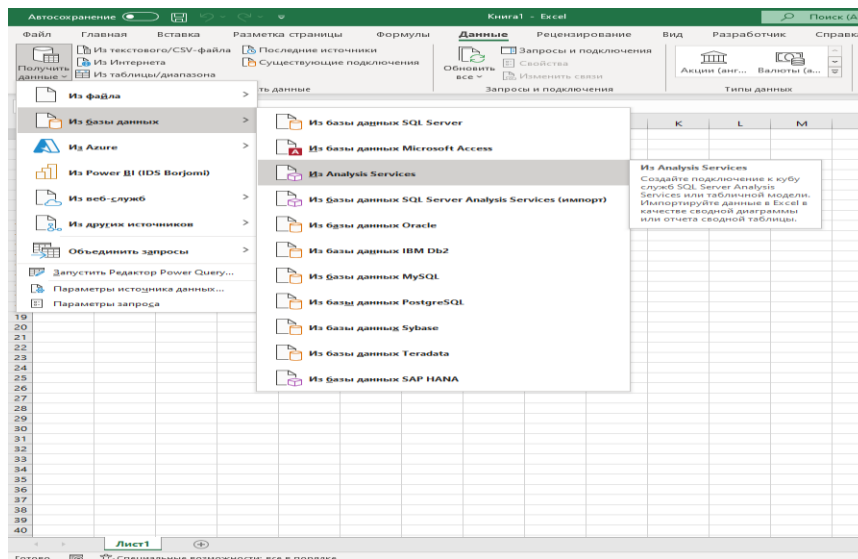 Автосохранение
Книга1 - Excel
Поиск (А
Файл Главная Вставка Разметка страницы Формулы Данные Рецензирование Вид Разработчик Справка
Получить данные
Из текстового/CSV-файла
Из Интернета
Из таблицы/диапазона
Последние источники
Существующие подключения
Обновить все
Запросы и подключения
Свойства
Изменить связи
Акции (анг... Валюты (а...
ть данные
Запросы и подключения
Типы данных
Из файла
Из базы данных
Из Azure
Из Power BI (IDS Borjomi)
Из веб-служб
Из других источников
Объединить запросы
Запустить Редактор Power Query...
Параметры источника данных...
Параметры запроса
Из базы данных SQL Server
Из базы данных Microsoft Access
Из Analysis Services
Из базы данных SQL Server Analysis Services (импорт)
Из базы данных Oracle
Из базы данных IBM Db2
Из базы данных MySQL
Из базы данных PostgreSQL
Из базы данных Sybase
Из базы данных Teradata
Из базы данных SAP HANA
Из Analysis Services
Создайте подключение к кубу
служб SQL Server Analysis
Services или табличной модели.
Импортируйте данные в Excel в
качестве сводной диаграммы
или отчета сводной таблицы.
K L M
19
20
21
22
23
24
25
26
27
28
29
30
31
32
33
34
35
36
37
38
39
40
Лист1
Готово Специальные возможности: все в порядке